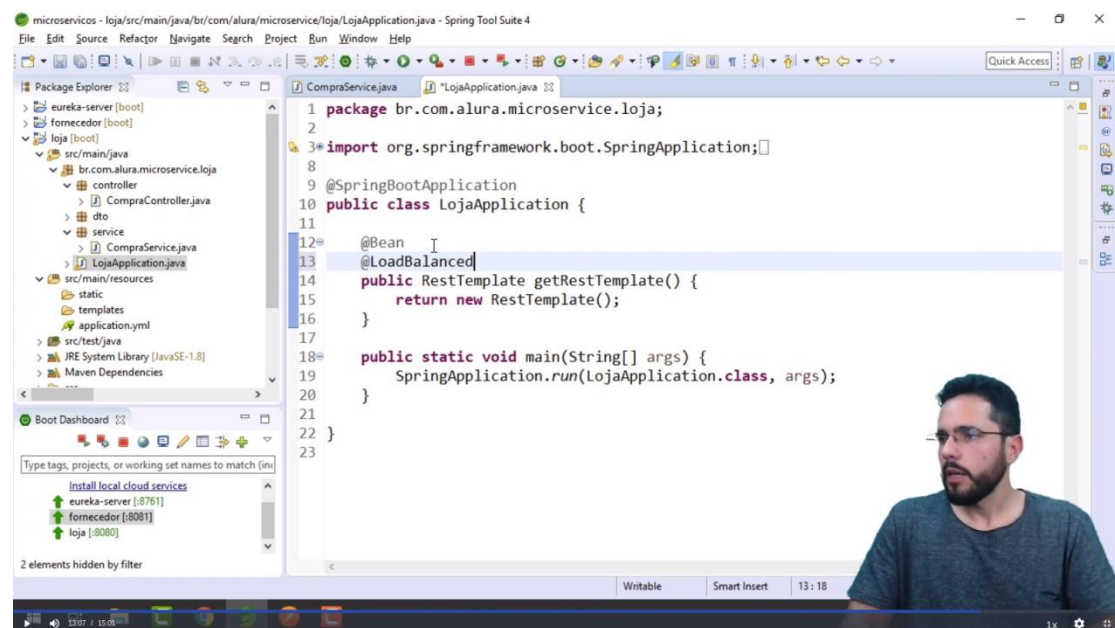 microservicos - loja/src/main/java/br/com/alura/microservice/loja/LojaApplication.java - Spring Tool Suite 4
File Edit Source Refactor Navigate Search Project Run Window Help
Quick Access
Package Explorer
eureka-server [boot]
fornecedor [boot]
loja [boot]
src/main/java
br.com.alura.microservice.loja
controller
CompraController.java
dto
service
CompraService.java
LojaApplication.java
src/main/resources
static
templates
application.yml
src/test/java
JRE System Library [JavaSE-1.8]
Maven Dependencies
Boot Dashboard
Type tags, projects, or working set names to match (inc
Install local cloud services
eureka-server [:8761]
fornecedor [:8081]
loja [:8080]
2 elements hidden by filter
CompraService.java *LojaApplication.java
1 package br.com.alura.microservice.loja;
2
3 import org.springframework.boot.SpringApplication;
8
9 @SpringBootApplication
10 public class LojaApplication {
11
12 @Bean
13 @LoadBalanced
14 public RestTemplate getRestTemplate() {
15 return new RestTemplate();
16 }
17
18 public static void main(String[] args) {
19 SpringApplication.run(LojaApplication.class, args);
20 }
21
22 }
23
Writable Smart Insert 13 : 18
13:07 / 15:01 1x